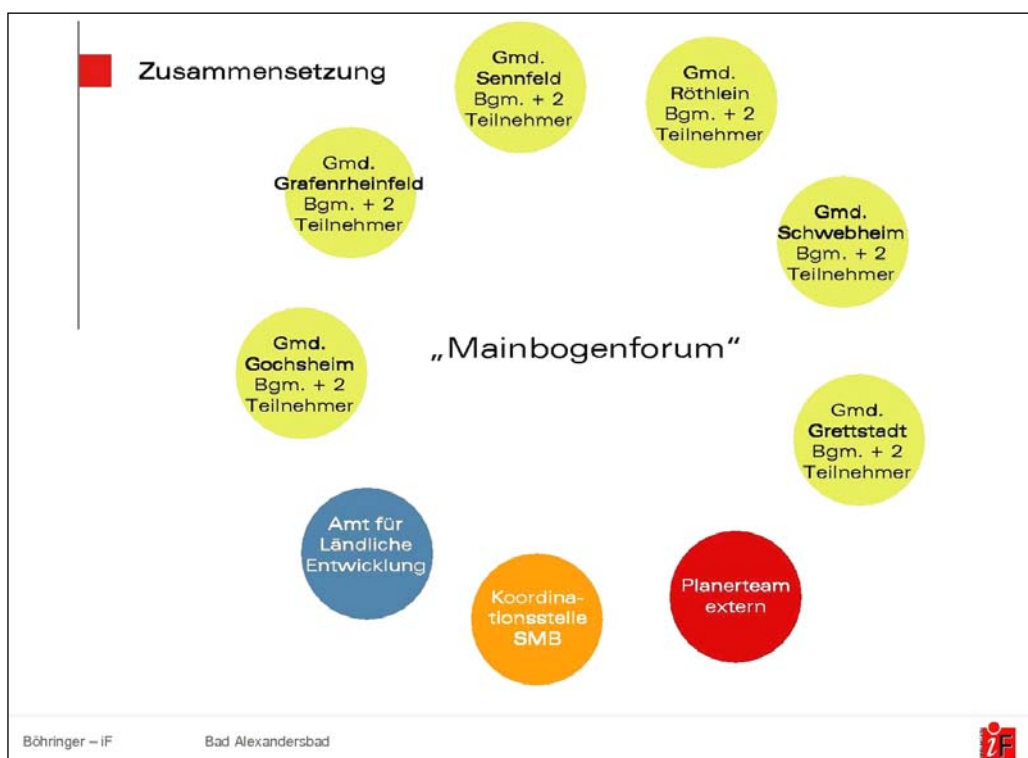 Zusammensetzung
Gmd.
Sennfeld
Bgm. + 2
Teilnehmer
Gmd.
Röthlein
Bgm. + 2
Teilnehmer
Gmd.
Grafenrheinfeld
Bgm. + 2
Teilnehmer
Gmd.
Schwebheim
Bgm. + 2
Teilnehmer
„Mainbogenforum“
Gmd.
Gochsheim
Bgm. + 2
Teilnehmer
Gmd.
Grettstadt
Bgm. + 2
Teilnehmer
Amt für
Ländliche
Entwicklung
Koordina-
tionsstelle
SMB
Planerteam
extern
Böhringer – iF Bad Alexandersbad
iF